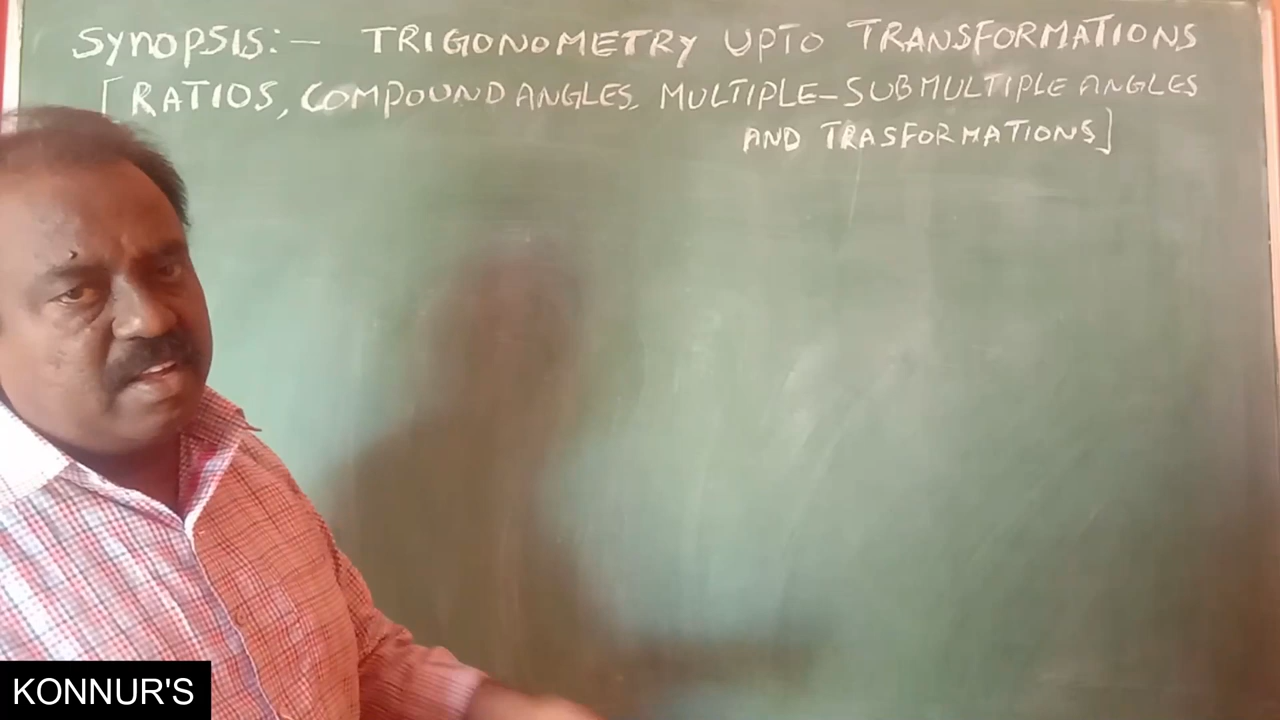 SYNOPSIS:- TRIGONOMETRY UPTO TRANSFORMATIONS
[RATIOS, COMPOUND ANGLES, MULTIPLE-SUBMULTIPLE ANGLES
AND TRASFORMATIONS]
KONNUR'S